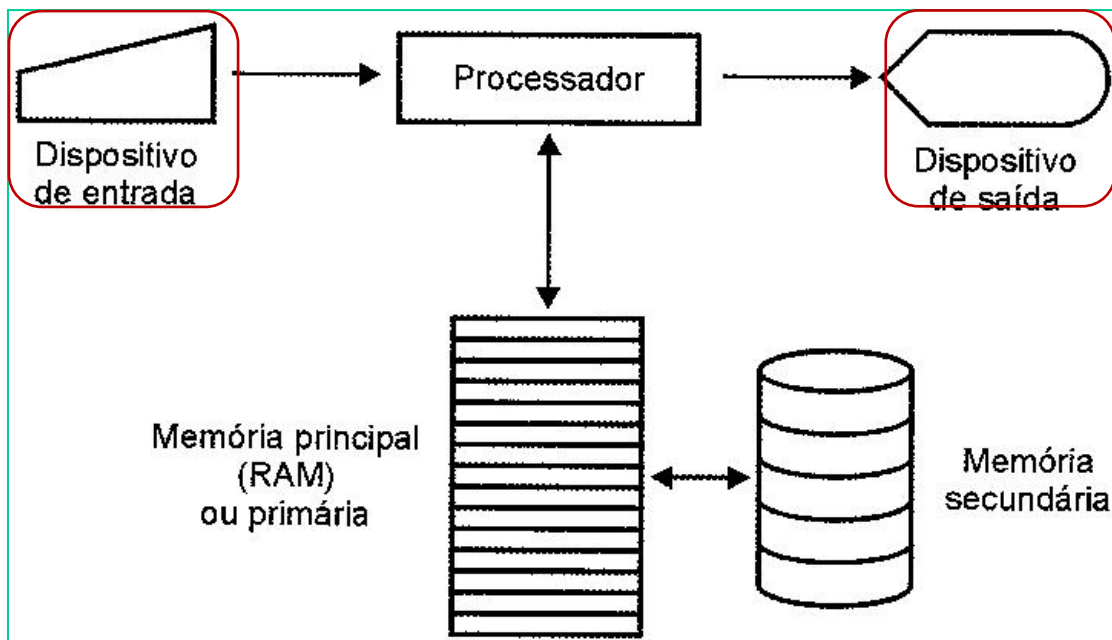 Processador
Dispositivo
de entrada
Dispositivo
de saída
Memória principal
(RAM)
ou primária
Memória
secundária